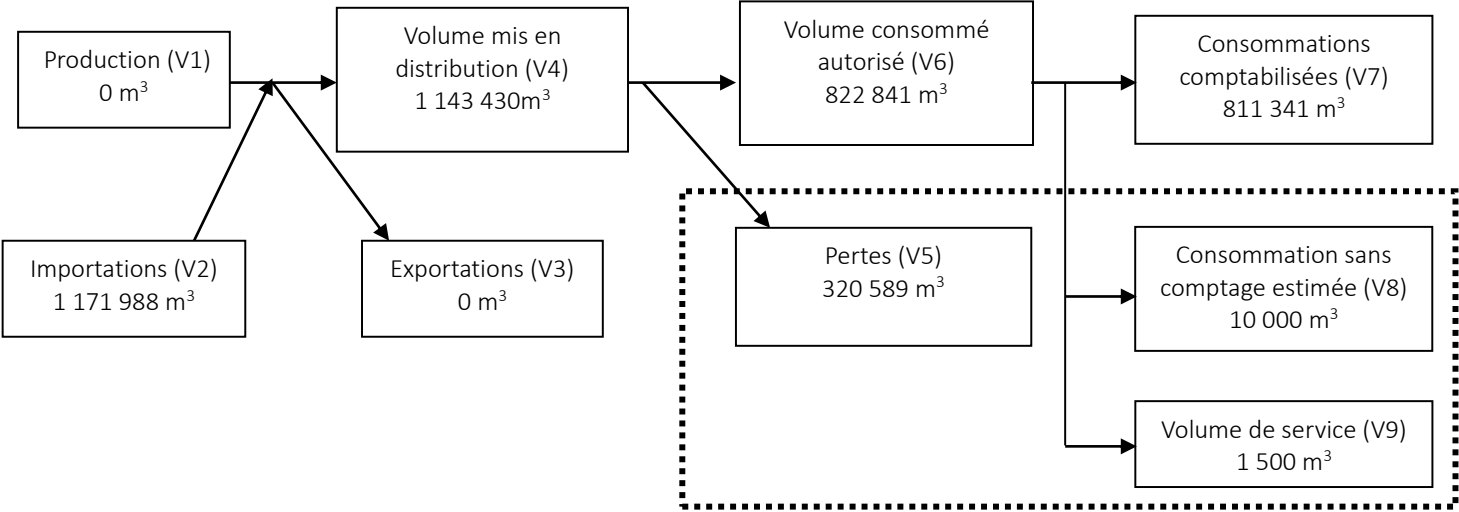 Production (V1)
0 m³
Volume mis en
distribution (V4)
1 143 430m³
Volume consommé
autorisé (V6)
822 841 m³
Consommations
comptabilisées (V7)
811 341 m³
Importations (V2)
1 171 988 m³
Exportations (V3)
0 m³
Pertes (V5)
320 589 m³
Consommation sans
comptage estimée (V8)
10 000 m³
Volume de service (V9)
1 500 m³